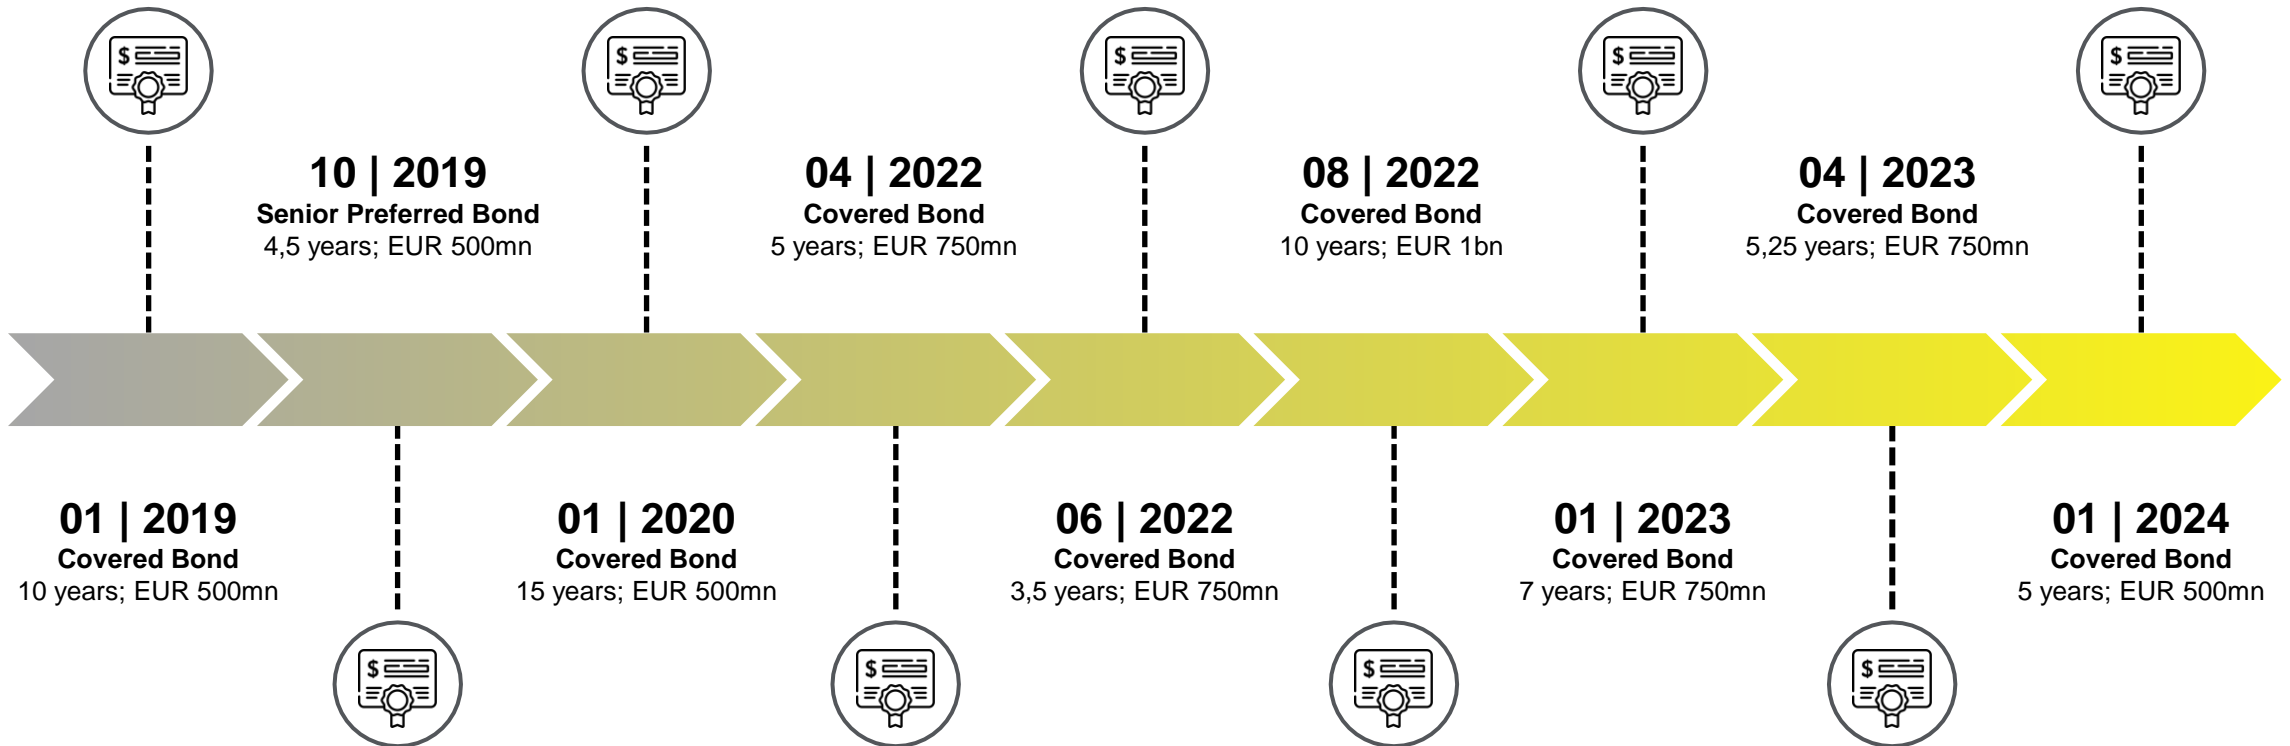 $
$
$
$
$
10 | 2019
Senior Preferred Bond
4,5 years; EUR 500mn
04 | 2022
Covered Bond
5 years; EUR 750mn
08 | 2022
Covered Bond
10 years; EUR 1bn
04 | 2023
Covered Bond
5,25 years; EUR 750mn
01 | 2019
Covered Bond
10 years; EUR 500mn
01 | 2020
Covered Bond
15 years; EUR 500mn
06 | 2022
Covered Bond
3,5 years; EUR 750mn
01 | 2023
Covered Bond
7 years; EUR 750mn
01 | 2024
Covered Bond
5 years; EUR 500mn
$
$
$
$